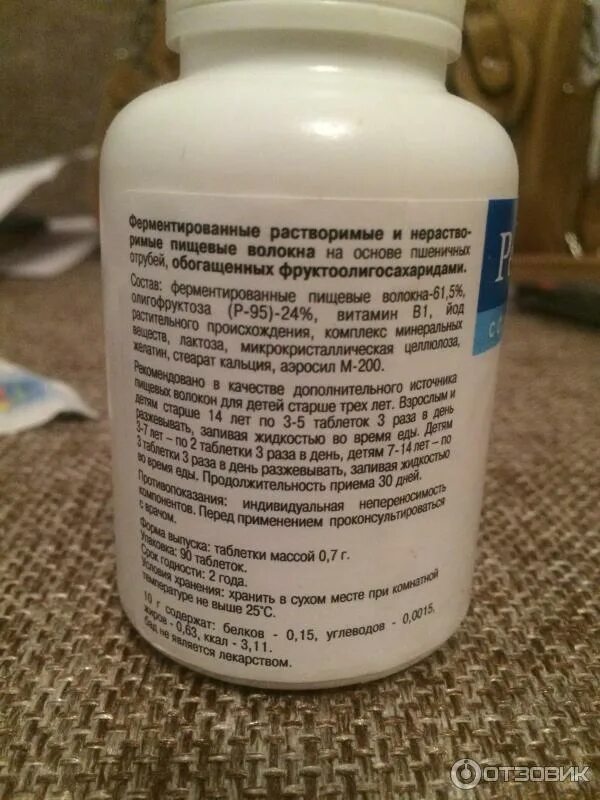 Ферментированные растворимые и нераство-
римые пищевые волокна на основе пшеничных
отрубей, обогащенных фруктоолигосахаридами.
Состав: ферментированные пищевые волокна-61,5%,
олигофруктоза (Р-95)-24%, витамин В1, йод
растительного происхождения, комплекс минеральных
веществ, лактоза, микрокристаллическая целлюлоза,
желатин, стеарат кальция, аэросил М-200.
Рекомендовано в качестве дополнительного источника
пищевых волокон для детей старше трех лет. Взрослым и
детям старше 14 лет по 3-5 таблеток 3 раза в день
разжевывать, запивая жидкостью во время еды. Детям
3-7 лет – по 2 таблетки 3 раза в день, детям 7-14 лет – по
3 таблетки 3 раза в день разжевывать, запивая жидкостью
во время еды. Продолжительность приема 30 дней.
Противопоказания: индивидуальная непереносимость
компонентов. Перед применением проконсультироваться
с врачом.
Форма выпуска: таблетки массой 0,7 г.
Упаковка: 90 таблеток.
Срок годности: 2 года.
Условия хранения: хранить в сухом месте при комнатной
температуре не выше 25°С.
10 г содержат: белков - 0,15, углеводов - 0,0015,
жиров - 0,63, ккал - 3,11.
бад не является лекарством.
ОТЗОВИК